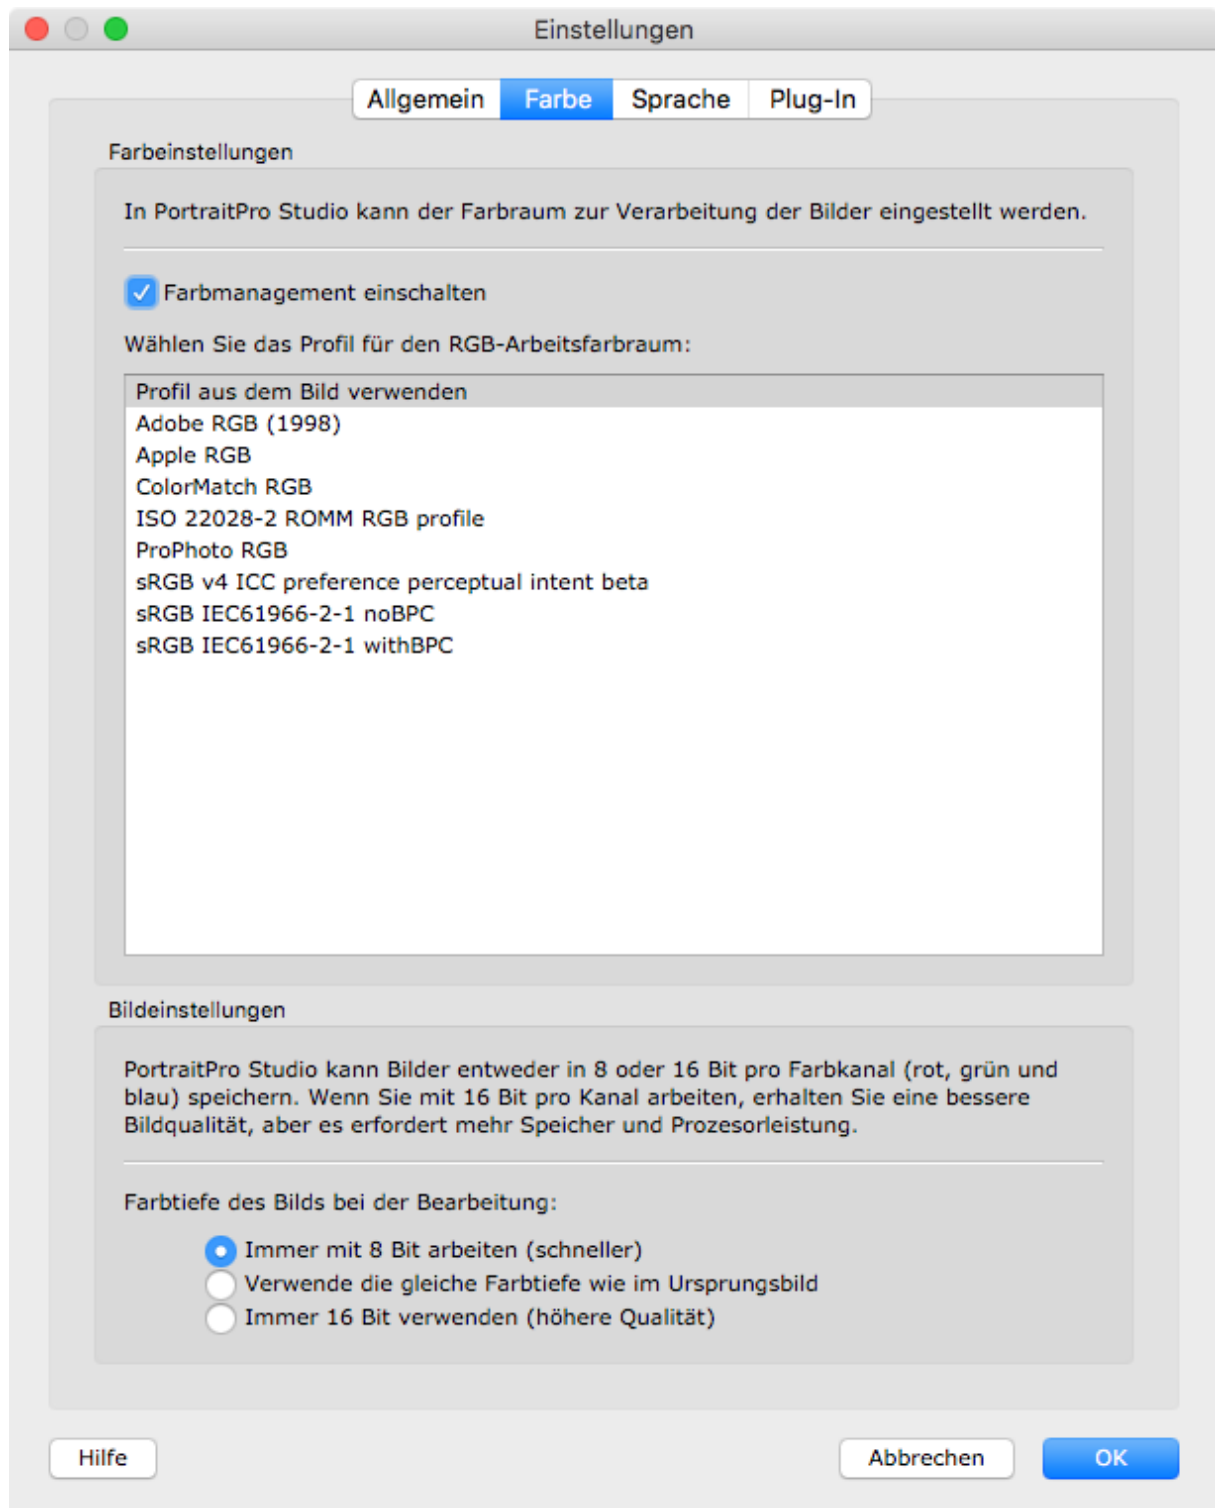 Einstellungen
Allgemein Farbe Sprache Plug-In
Farbeinstellungen
In PortraitPro Studio kann der Farbraum zur Verarbeitung der Bilder eingestellt werden.
Farbmanagement einschalten
Wählen Sie das Profil für den RGB-Arbeitsfarbraum:
Profil aus dem Bild verwenden
Adobe RGB (1998)
Apple RGB
ColorMatch RGB
ISO 22028-2 ROMM RGB profile
ProPhoto RGB
sRGB v4 ICC preference perceptual intent beta
sRGB IEC61966-2-1 noBPC
sRGB IEC61966-2-1 withBPC
Bildeinstellungen
PortraitPro Studio kann Bilder entweder in 8 oder 16 Bit pro Farbkanal (rot, grün und
blau) speichern. Wenn Sie mit 16 Bit pro Kanal arbeiten, erhalten Sie eine bessere
Bildqualität, aber es erfordert mehr Speicher und Prozesorleistung.
Farbtiefe des Bilds bei der Bearbeitung:
Immer mit 8 Bit arbeiten (schneller)
Verwende die gleiche Farbtiefe wie im Ursprungsbild
Immer 16 Bit verwenden (höhere Qualität)
Hilfe Abbrechen OK